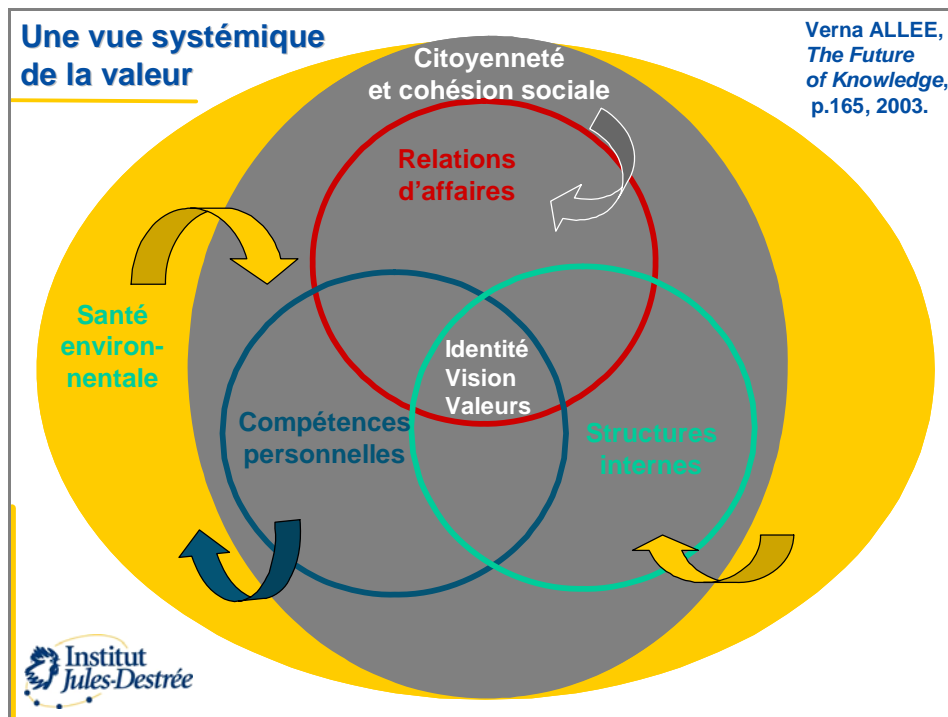 Une vue systémique
de la valeur
Verna ALLEE,
The Future
of Knowledge,
p.165, 2003.
Citoyenneté
et cohésion sociale
Relations
d'affaires
Santé
environ-
nentale
Identité
Vision
Valeurs
Compétences
personnelles
Structures
internes
Institut
Jules-Destrée